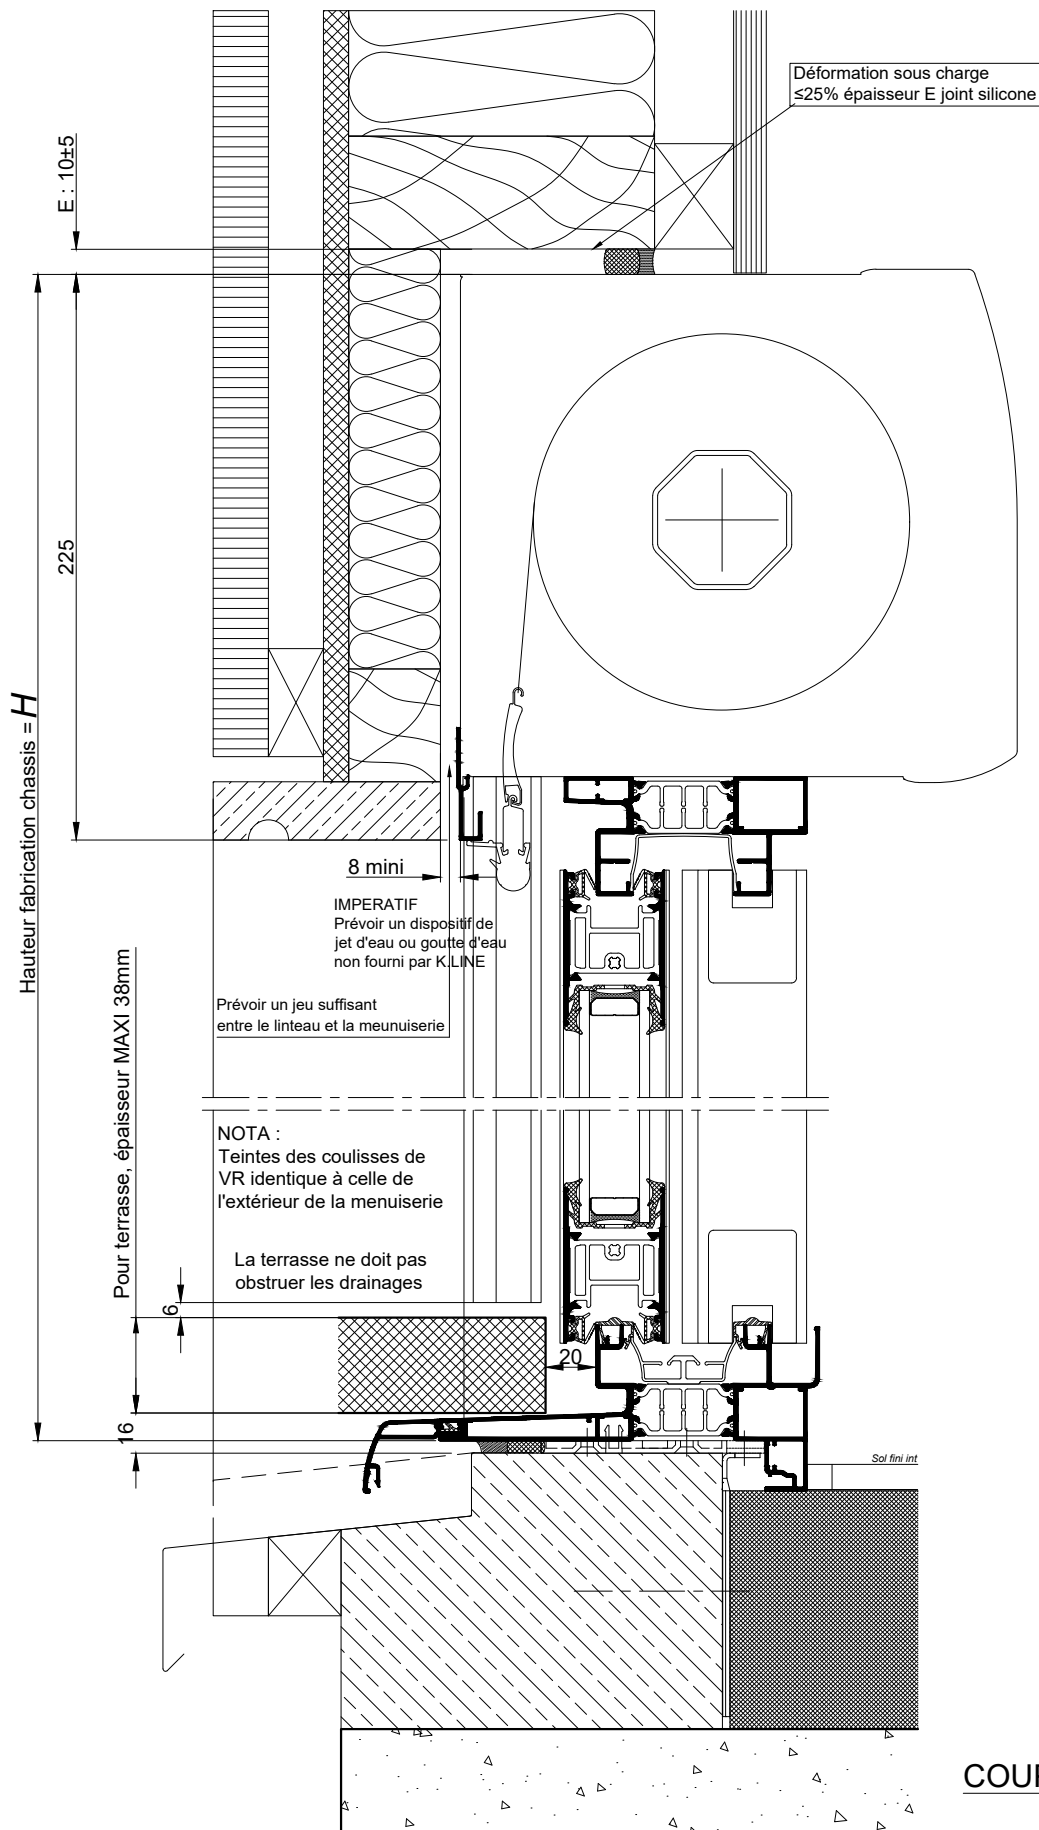 Déformation sous charge
≤25% épaisseur E joint silicone
E : 10±5
225
Hauteur fabrication chassis = H
8 mini
IMPERATIF
Prévoir un dispositif de
jet d'eau ou goutte d'eau
non fourni par K.LINE
Prévoir un jeu suffisant
entre le linteau et la meunuiserie
Pour terrasse, épaisseur MAXI 38mm
NOTA :
Teintes des coulisses de
VR identique à celle de
l'extérieur de la menuiserie
La terrasse ne doit pas
obstruer les drainages
6
20
16
Sol fini int